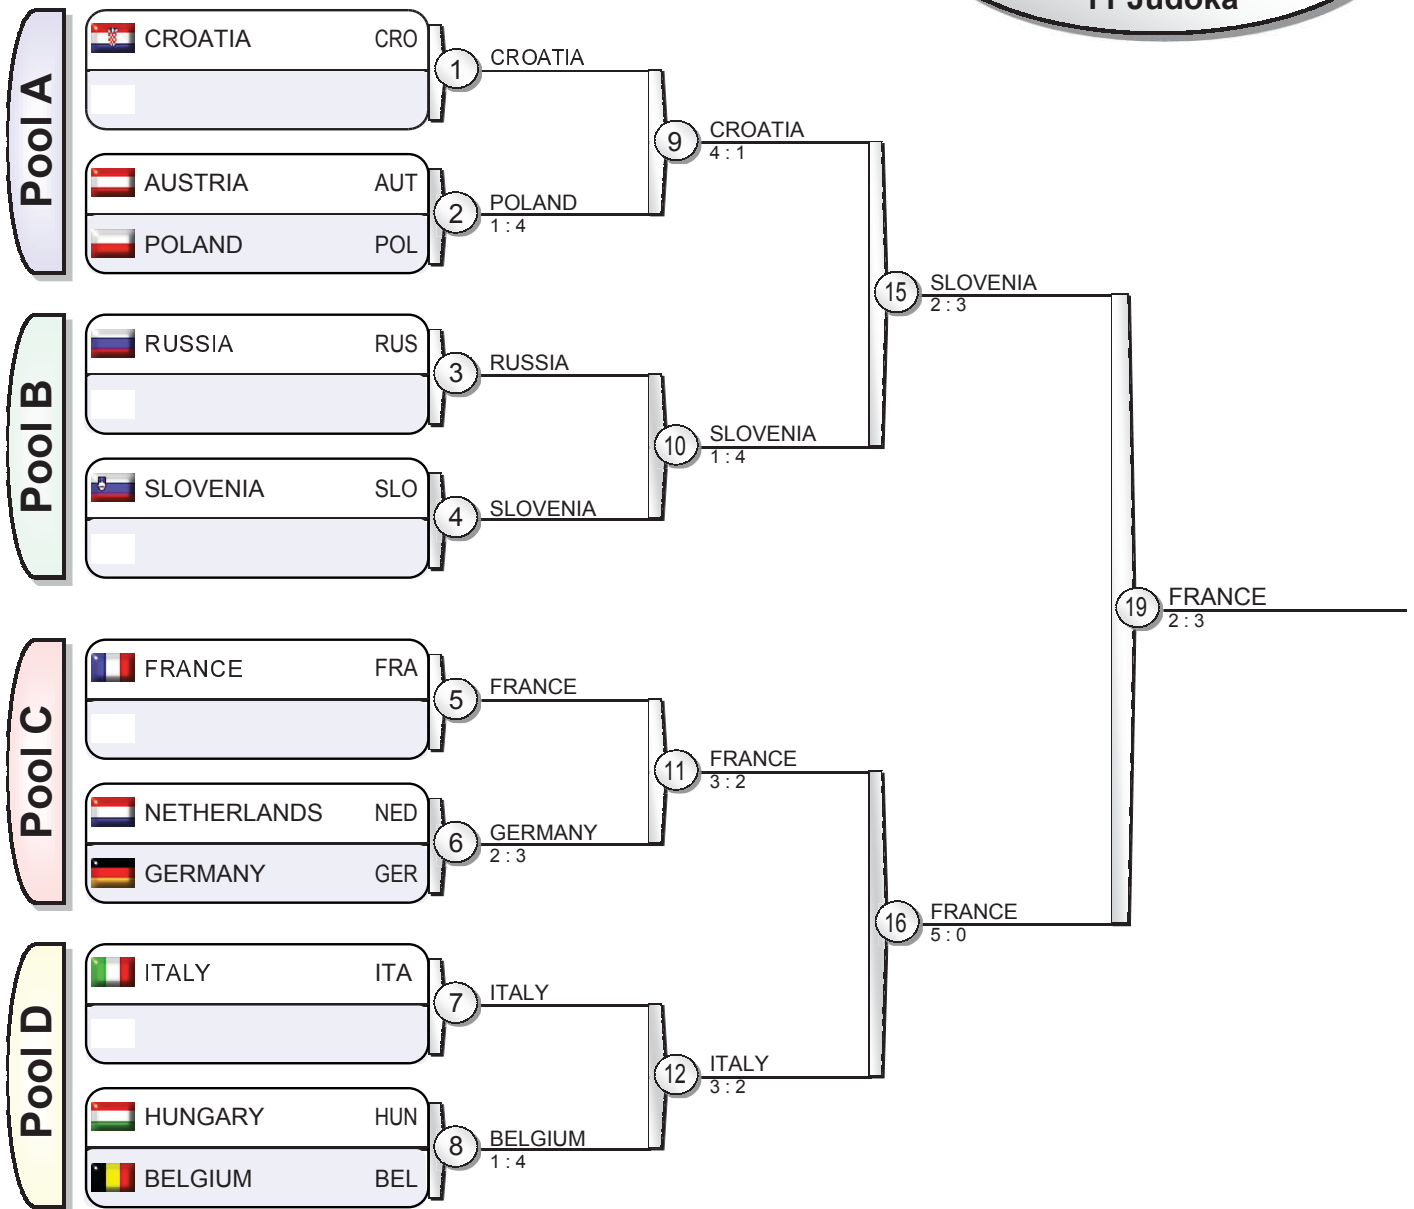 11 Judoka
Pool A
CROATIA CRO
1
CROATIA
AUSTRIA AUT
POLAND POL
2
POLAND
1 : 4
9
CROATIA
4 : 1
Pool B
RUSSIA RUS
3
RUSSIA
SLOVENIA SLO
4
SLOVENIA
10
SLOVENIA
1 : 4
15
SLOVENIA
2 : 3
Pool C
FRANCE FRA
5
FRANCE
NETHERLANDS NED
GERMANY GER
6
GERMANY
2 : 3
11
FRANCE
3 : 2
Pool D
ITALY ITA
7
ITALY
HUNGARY HUN
BELGIUM BEL
8
BELGIUM
1 : 4
12
ITALY
3 : 2
16
FRANCE
5 : 0
19
FRANCE
2 : 3